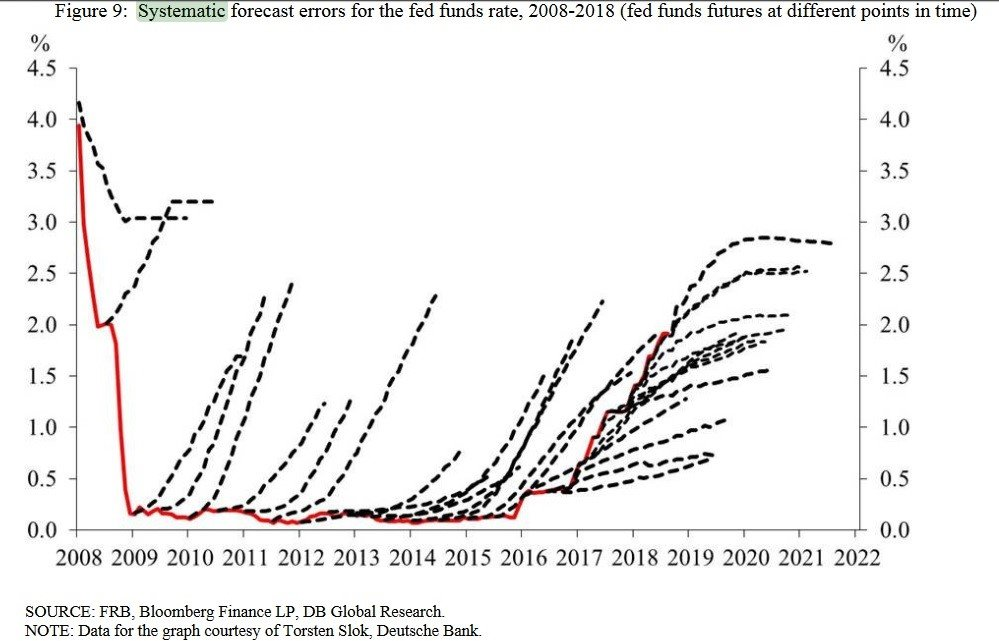 Figure 9: Systematic forecast errors for the fed funds rate, 2008-2018 (fed funds futures at different points in time)
% %
4.5 4.5
4.0 4.0
3.5 3.5
3.0 3.0
2.5 2.5
2.0 2.0
1.5 1.5
1.0 1.0
0.5 0.5
0.0 0.0
2008 2009 2010 2011 2012 2013 2014 2015 2016 2017 2018 2019 2020 2021 2022
SOURCE: FRB, Bloomberg Finance LP, DB Global Research.
NOTE: Data for the graph courtesy of Torsten Slok, Deutsche Bank.